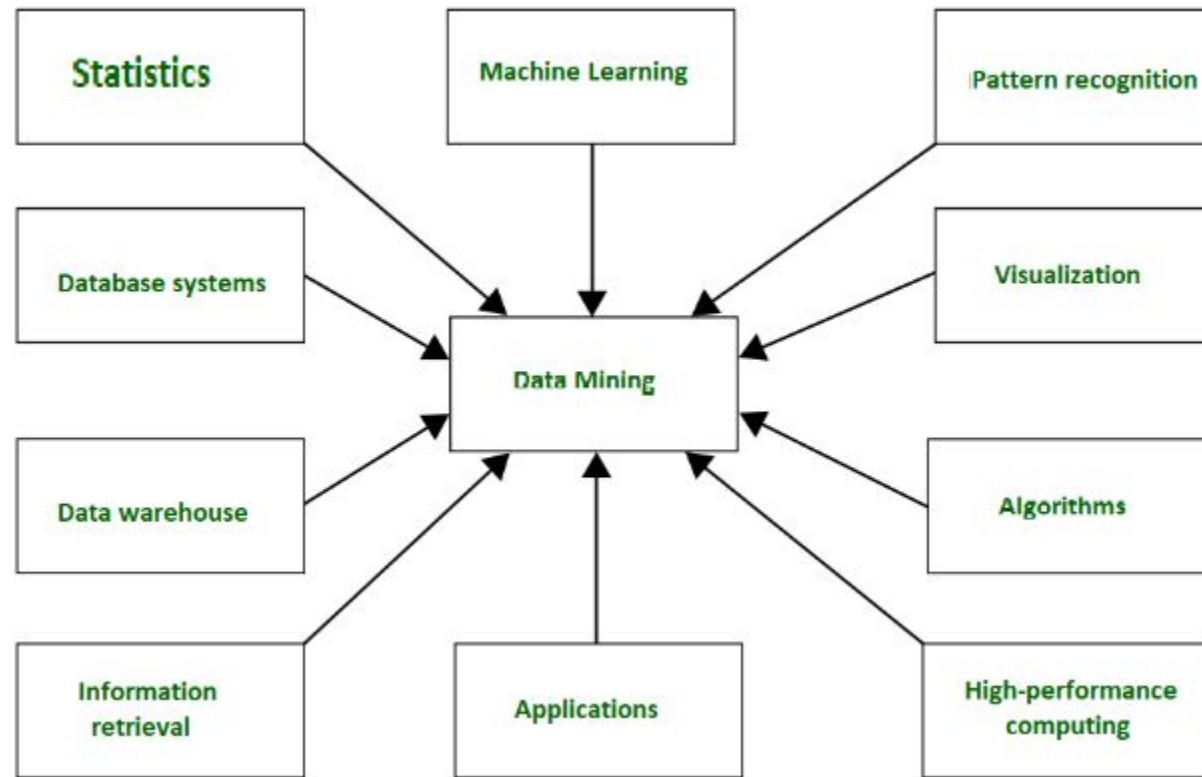 Statistics
Machine Learning
Pattern recognition
Database systems
Visualization
Data Mining
Data warehouse
Algorithms
Information
retrieval
Applications
High-performance
computing